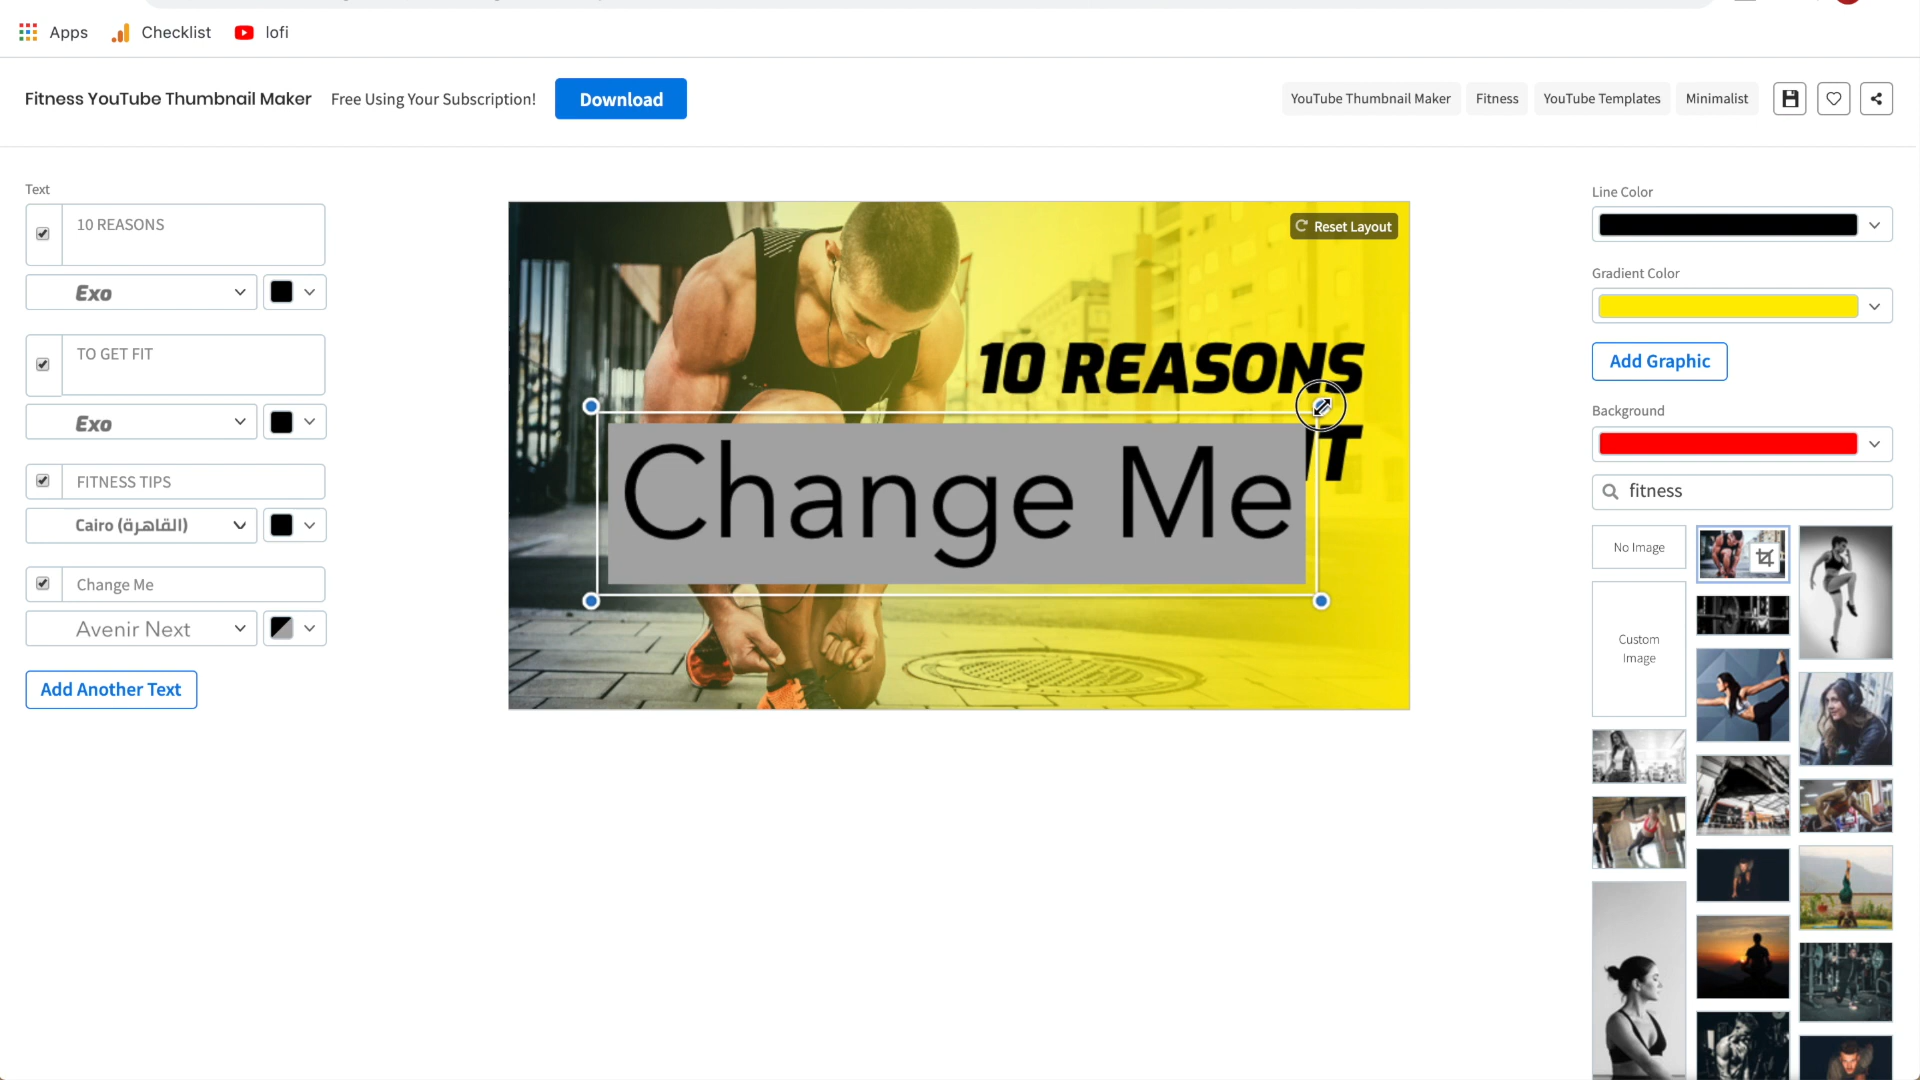 Apps
Checklist
lofi
Fitness YouTube Thumbnail Maker
Free Using Your Subscription!
Download
YouTube Thumbnail Maker
Fitness
YouTube Templates
Minimalist
Text
10 REASONS
Exo
TO GET FIT
Exo
FITNESS TIPS
Cairo (القاهرة)
Change Me
Avenir Next
Add Another Text
Reset Layout
10 REASONS
IT
Change Me
Line Color
Gradient Color
Add Graphic
Background
fitness
No Image
Custom
Image